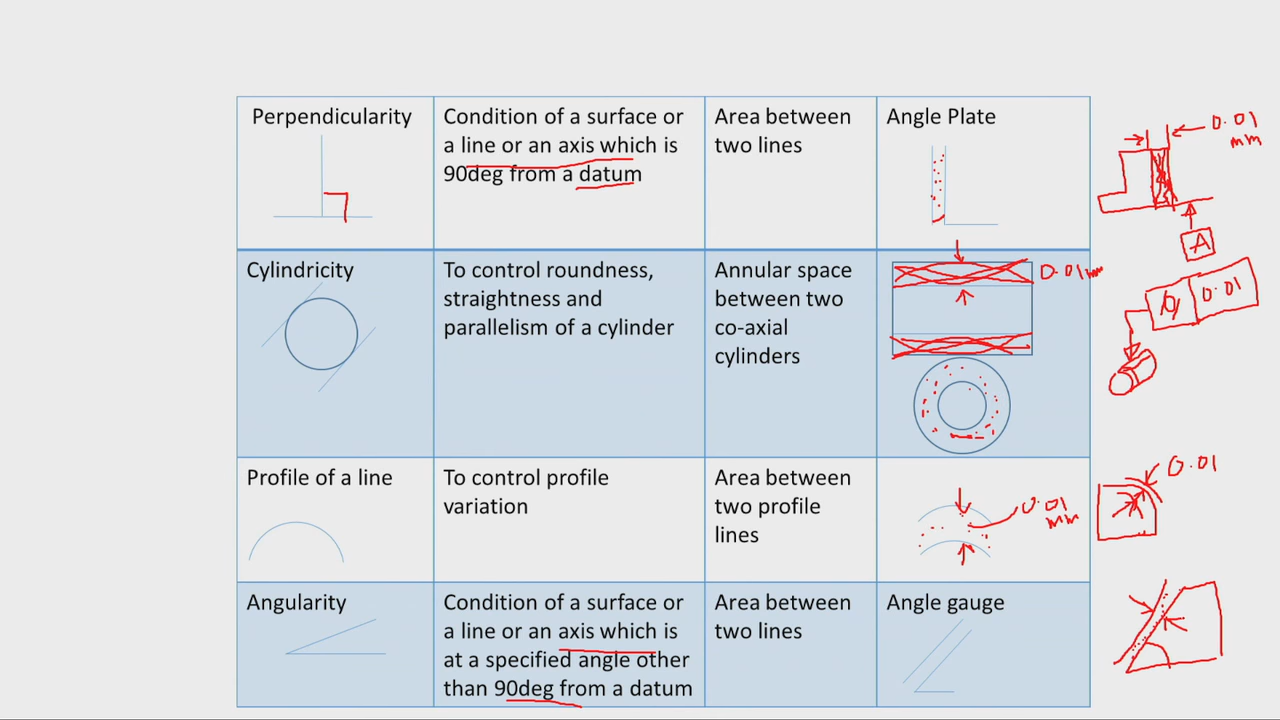 Perpendicularity
Condition of a surface or
a line or an axis which is
90deg from a datum
Area between
two lines
Angle Plate
0.01
mm
A
Cylindricity
To control roundness,
straightness and
parallelism of a cylinder
Annular space
between two
co-axial
cylinders
0.01mm
0.01
Profile of a line
To control profile
variation
Area between
two profile
lines
0.01
mm
0.01
Angularity
Condition of a surface or
a line or an axis which is
at a specified angle other
than 90deg from a datum
Area between
two lines
Angle gauge